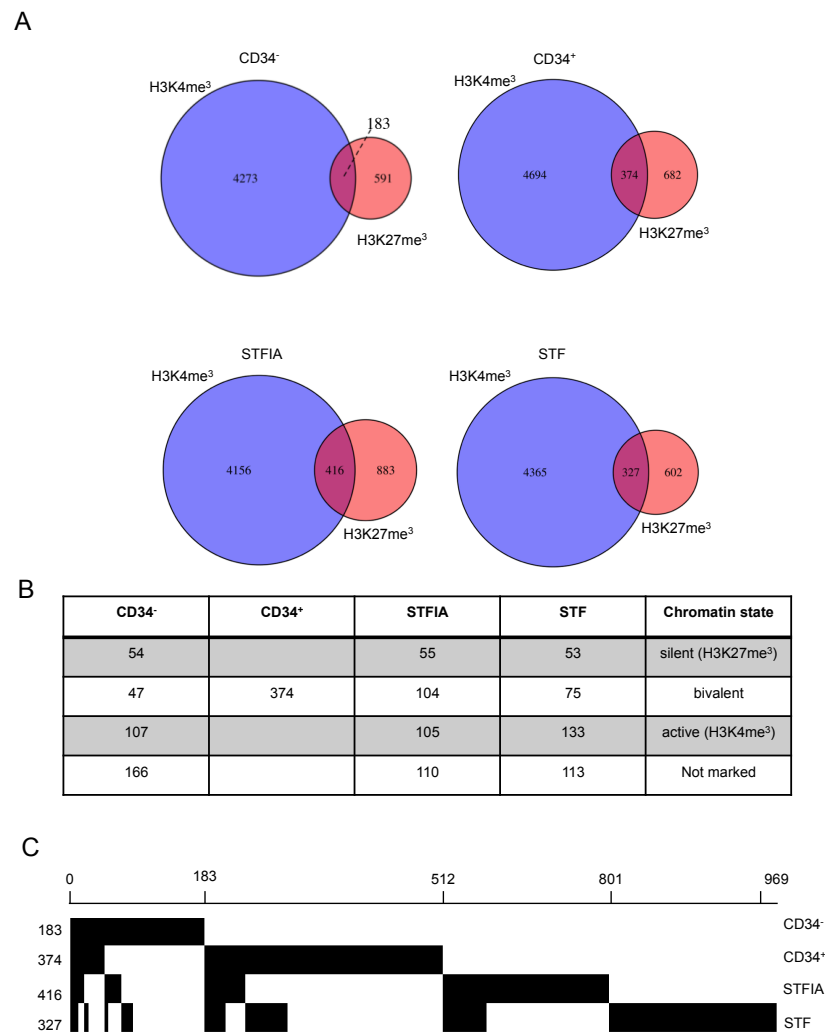 A
CD34-
H3K4me3
183
4273
591
H3K27me3
CD34+
H3K4me3
4694
374
682
H3K27me3
STFIA
H3K4me3
4156
416
883
H3K27me3
STF
H3K4me3
4365
327
602
H3K27me3
B
CD34- CD34+ STFIA STF Chromatin state
54 55 53 silent (H3K27me3)
47 374 104 75 bivalent
107 105 133 active (H3K4me3)
166 110 113 Not marked
C
0 183 512 801 969
183 CD34-
374 CD34+
416 STFIA
327 STF